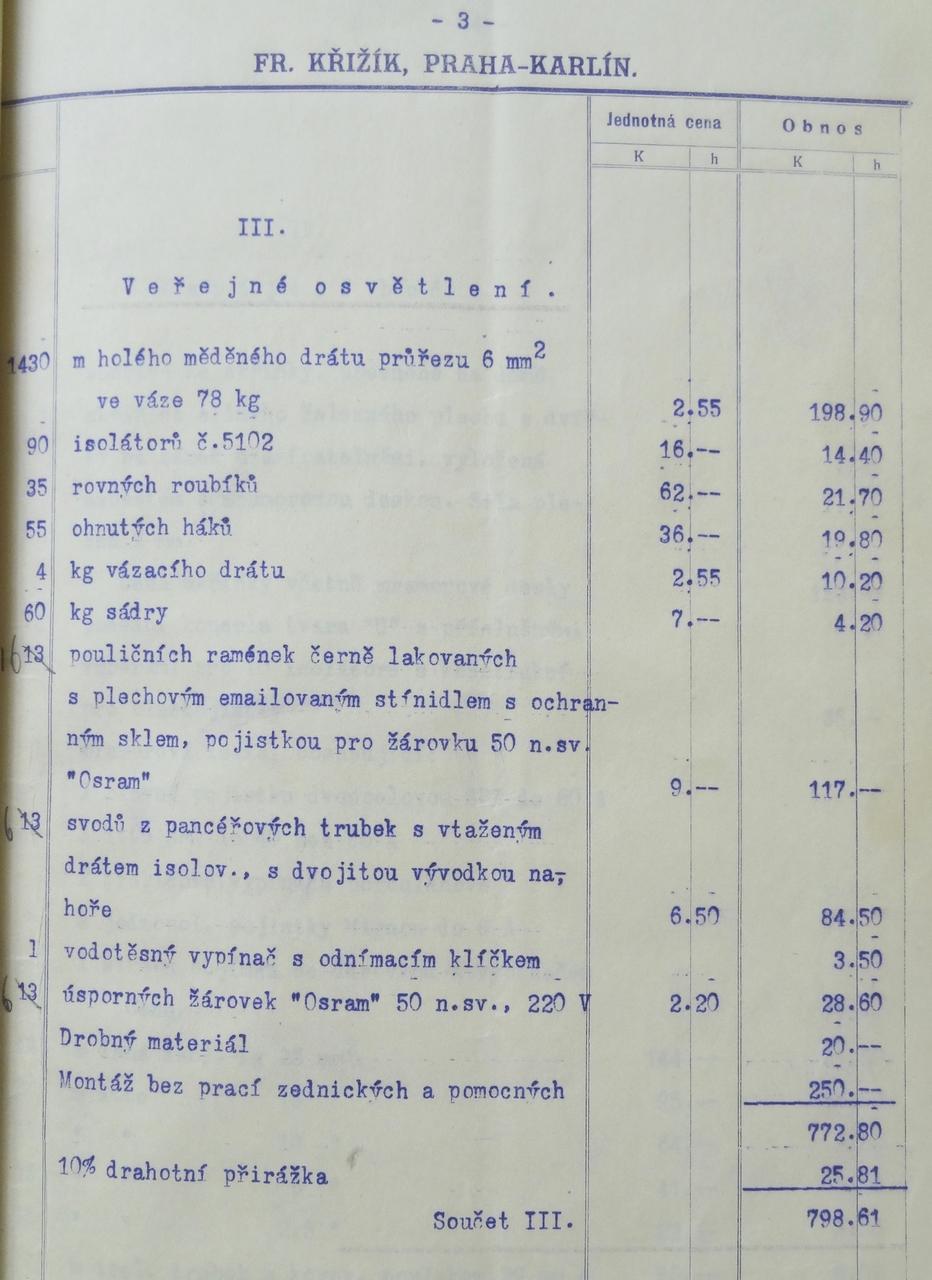 - 3 -
FR. KŘIŽÍK, PRAHA-KARLÍN.
Jednotná cena Obnos
K h K h
III.
Veřejné osvětlení.
1430 m holého měděného drátu průřezu 6 mm2
ve váze 78 kg 2.55 198.90
90 isolátorů č.5102 16.-- 14.40
35 rovných roubíků 62.-- 21.70
55 ohnutých háků 36.-- 19.80
4 kg vázacího drátu 2.55 10.20
60 kg sádry 7.-- 4.20
16 13 pouličních ramének černě lakovaných
s plechovým emailovaným stínidlem s ochran-
ným sklem, pojistkou pro žárovku 50 n.sv.
"Osram" 9.-- 117.--
6 13 svodů z pancéřových trubek s vtaženým
drátem isolov., s dvojitou vývodkou na-
hoře 6.50 84.50
1 vodotěsný vypínač s odnímacím klíčkem 3.50
6 13 úsporných žárovek "Osram" 50 n.sv., 220 V 2.20 28.60
Drobný materiál 20.--
Montáž bez prací zednických a pomocných 250.--
772.80
10% drahotní přirážka 25.81
Součet III. 798.61